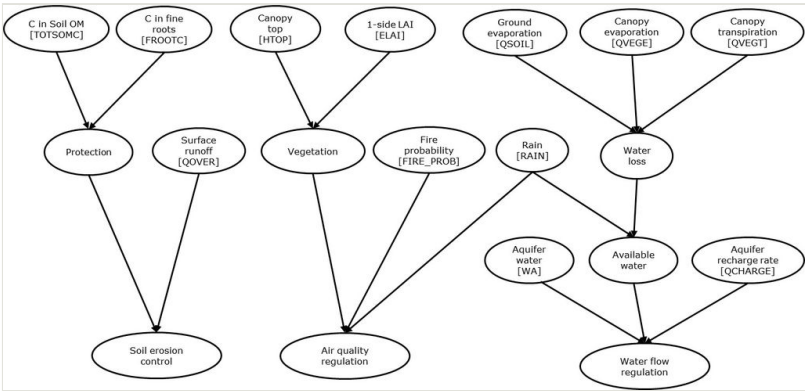 C in Soil OM
[TOTSOMC]
C in fine
roots
[FROOTC]
Canopy
top
[HTOP]
1-side LAI
[ELAI]
Ground
evaporation
[QSOIL]
Canopy
evaporation
[QVEGE]
Canopy
transpiration
[QVEGT]
Protection
Surface
runoff
[QOVER]
Vegetation
Fire
probability
[FIRE_PROB]
Rain
[RAIN]
Water
loss
Aquifer
water
[WA]
Available
water
Aquifer
recharge rate
[QCHARGE]
Soil erosion
control
Air quality
regulation
Water flow
regulation